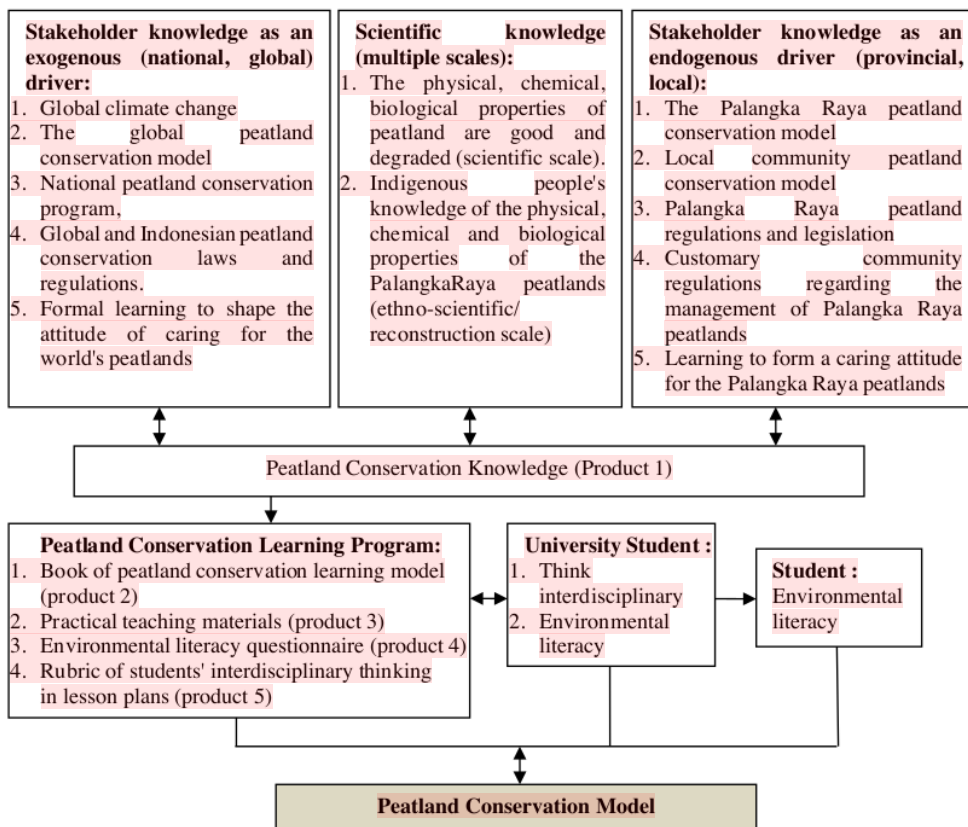 Stakeholder knowledge as an
exogenous (national, global)
driver:
1. Global climate change
2. The global peatland
conservation model
3. National peatland conservation
program,
4. Global and Indonesian peatland
conservation laws and
regulations.
5. Formal learning to shape the
attitude of caring for the
world's peatlands
Scientific knowledge
(multiple scales):
1. The physical, chemical,
biological properties of
peatland are good and
degraded (scientific scale).
2. Indigenous people's
knowledge of the physical,
chemical and biological
properties of the
PalangkaRaya peatlands
(ethno-scientific/
reconstruction scale)
Stakeholder knowledge as an
endogenous driver (provincial,
local):
1. The Palangka Raya peatland
conservation model
2. Local community peatland
conservation model
3. Palangka Raya peatland
regulations and legislation
4. Customary community
regulations regarding the
management of Palangka Raya
peatlands
5. Learning to form a caring attitude
for the Palangka Raya peatlands
Peatland Conservation Knowledge (Product 1)
Peatland Conservation Learning Program:
1. Book of peatland conservation learning model
(product 2)
2. Practical teaching materials (product 3)
3. Environmental literacy questionnaire (product 4)
4. Rubric of students' interdisciplinary thinking
in lesson plans (product 5)
University Student :
1. Think
interdisciplinary
2. Environmental
literacy
Student :
Environmental
literacy
Peatland Conservation Model